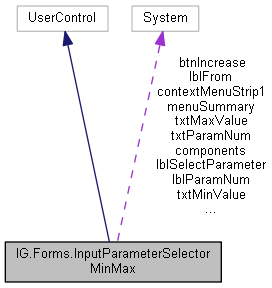 UserControl
System
btnIncrease
lblFrom
contextMenuStrip1
menuSummary
txtMaxValue
txtParamNum
components
lblSelectParameter
lblParamNum
txtMinValue
...
IG.Forms.InputParameterSelector
MinMax